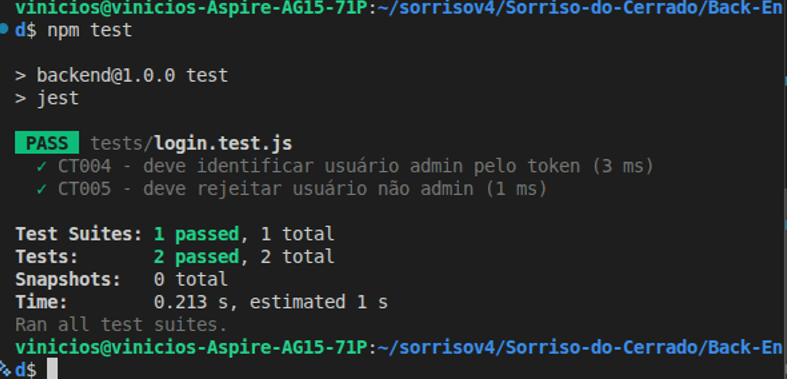 vinicios@vinicios-Aspire-AG15-71P:~/sorrisov4/Sorriso-do-Cerrado/Back-En
d$ npm test
> backend@1.0.0 test
> jest
PASS tests/login.test.js
✓ CT004 - deve identificar usuário admin pelo token (3 ms)
✓ CT005 - deve rejeitar usuário não admin (1 ms)
Test Suites: 1 passed, 1 total
Tests:       2 passed, 2 total
Snapshots:   0 total
Time:        0.213 s, estimated 1 s
Ran all test suites.
vinicios@vinicios-Aspire-AG15-71P:~/sorrisov4/Sorriso-do-Cerrado/Back-En
d$